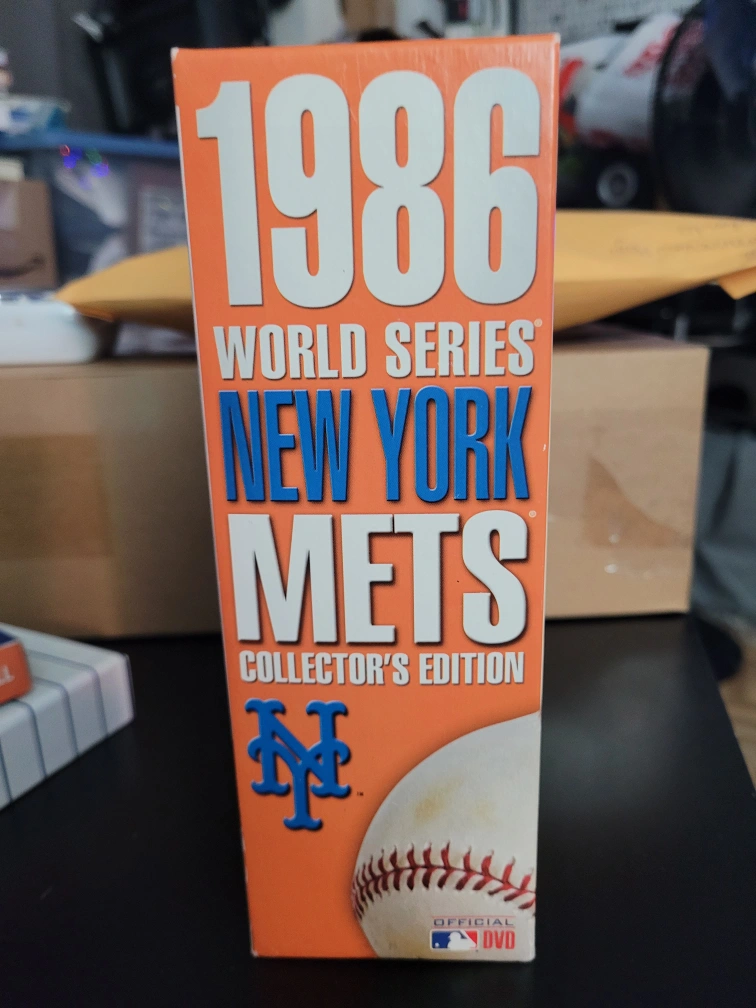 1986
WORLD SERIES®
NEW YORK
METS®
COLLECTOR'S EDITION
NY
OFFICIAL
DVD